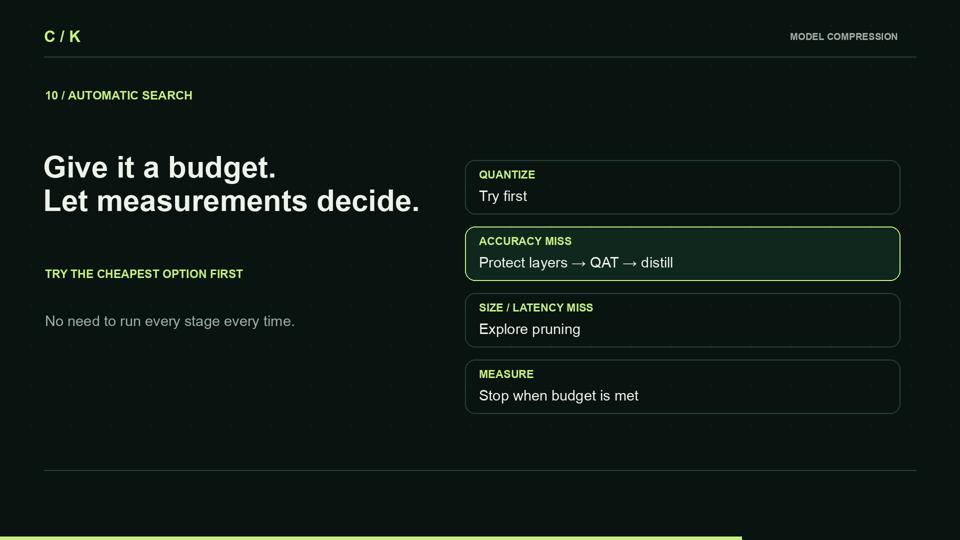 C / K
MODEL COMPRESSION
10 / AUTOMATIC SEARCH
Give it a budget.
Let measurements decide.
TRY THE CHEAPEST OPTION FIRST
No need to run every stage every time.
QUANTIZE
Try first
ACCURACY MISS
Protect layers → QAT → distill
SIZE / LATENCY MISS
Explore pruning
MEASURE
Stop when budget is met